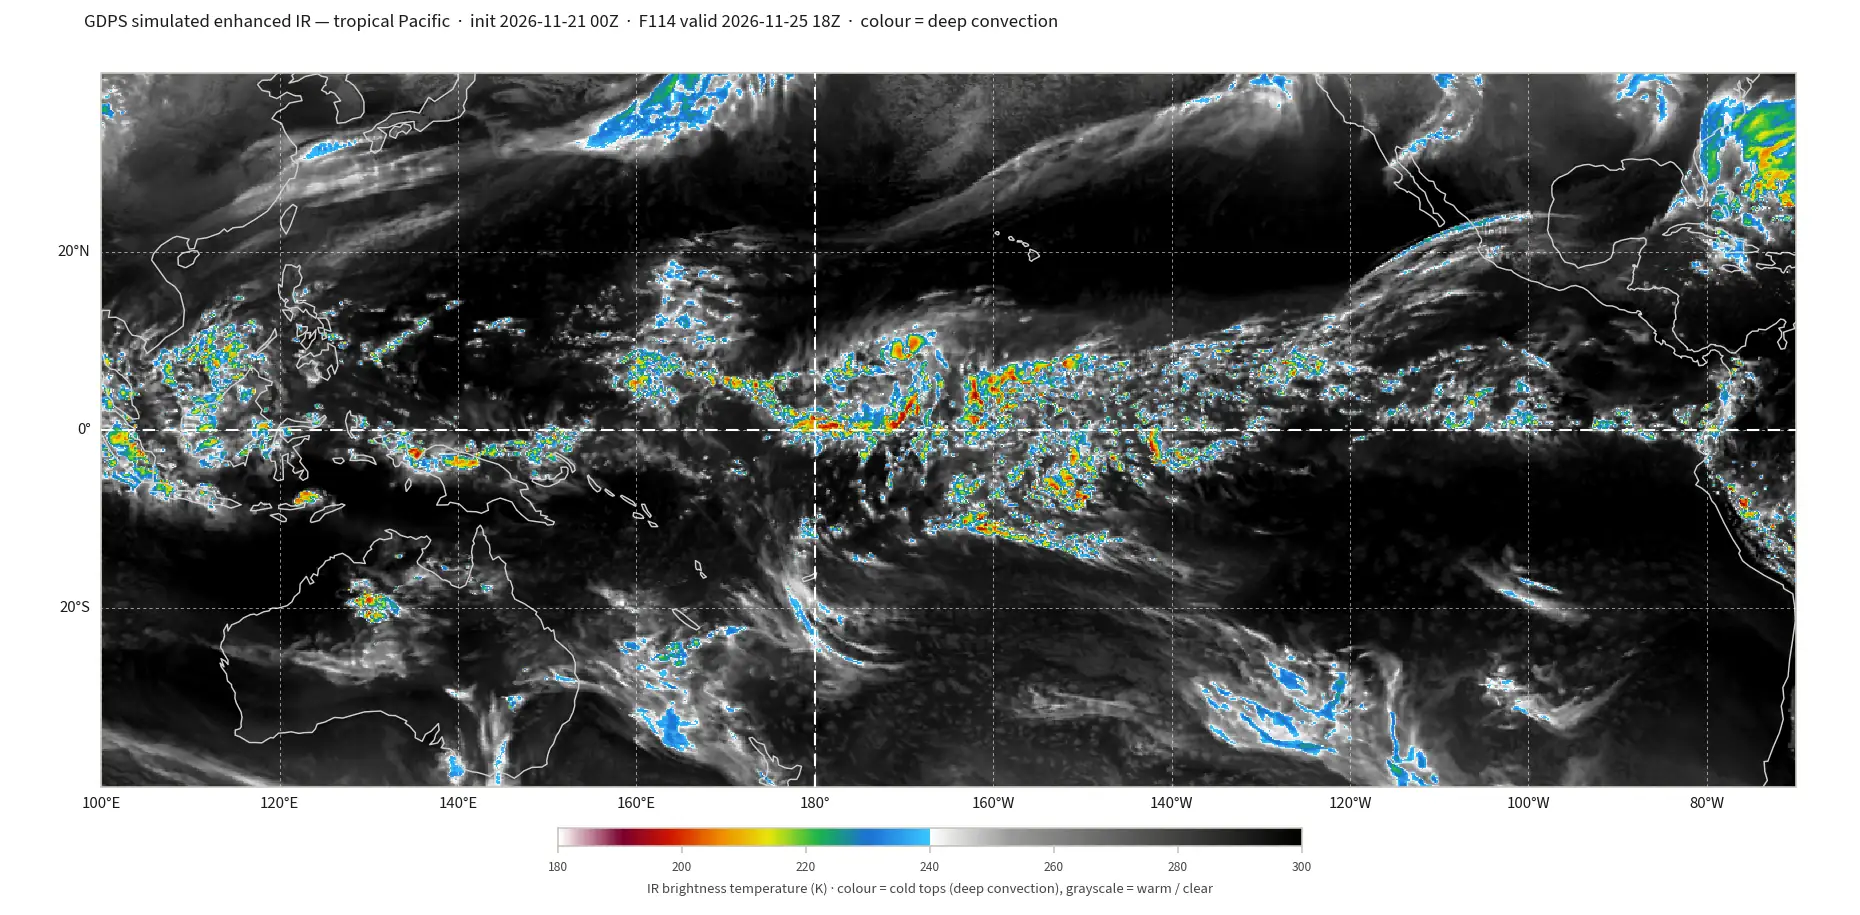 GDPS simulated enhanced IR — tropical Pacific · init 2026-11-21 00Z · F114 valid 2026-11-25 18Z · colour = deep convection
20°N
0°
20°S
100°E 120°E 140°E 160°E 180° 160°W 140°W 120°W 100°W 80°W
180 200 220 240 260 280 300
IR brightness temperature (K) · colour = cold tops (deep convection), grayscale = warm / clear